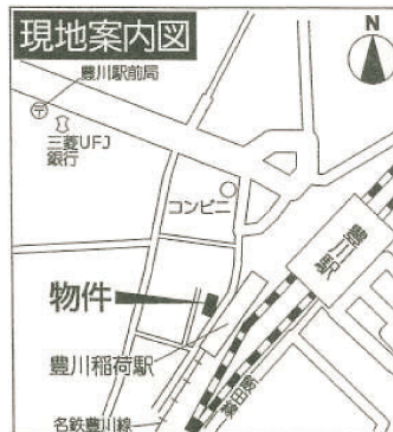 現地案内図
N
豊川駅前局
〒
三菱UFJ
銀行
コンビニ
豊川駅
物件
豊川稲荷駅
飯田線
名鉄豊川線